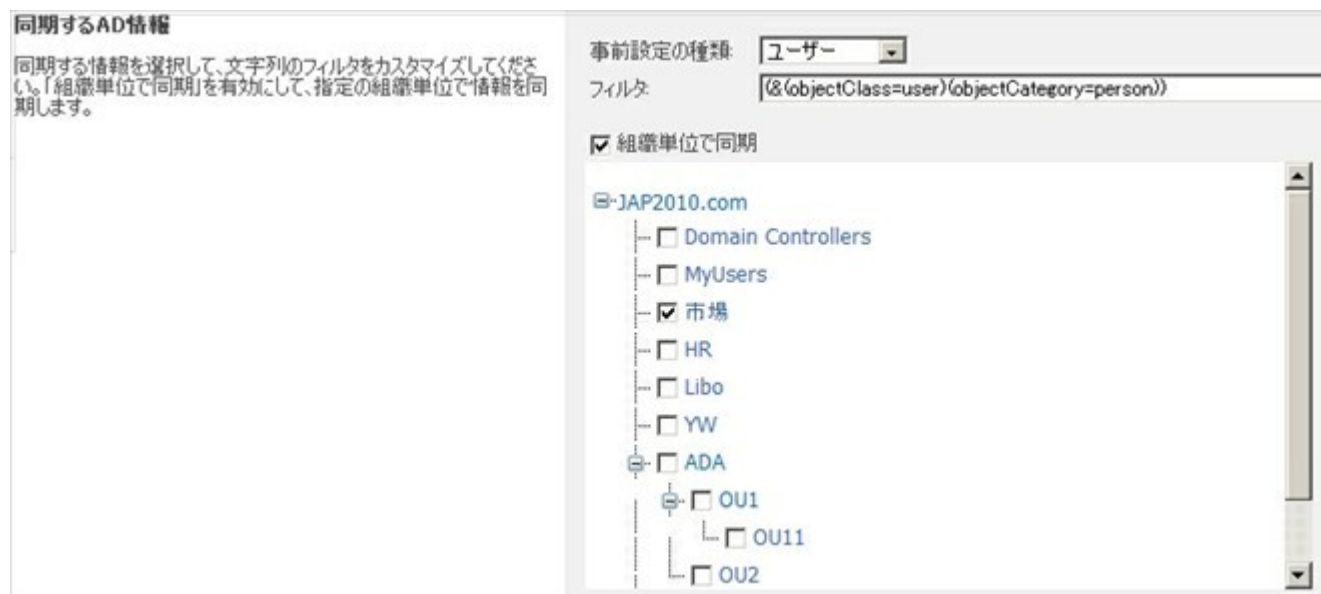 同期するAD情報
同期する情報を選択して、文字列のフィルタをカスタマイズしてくださ
い。「組織単位で同期」を有効にして、指定の組織単位で情報を同
期します。
事前設定の種類: ユーザー
フィルタ: (&(objectClass=user)(objectCategory=person))
組織単位で同期
JAP2010.com
Domain Controllers
MyUsers
市場
HR
Libo
YW
ADA
OU1
OU11
OU2